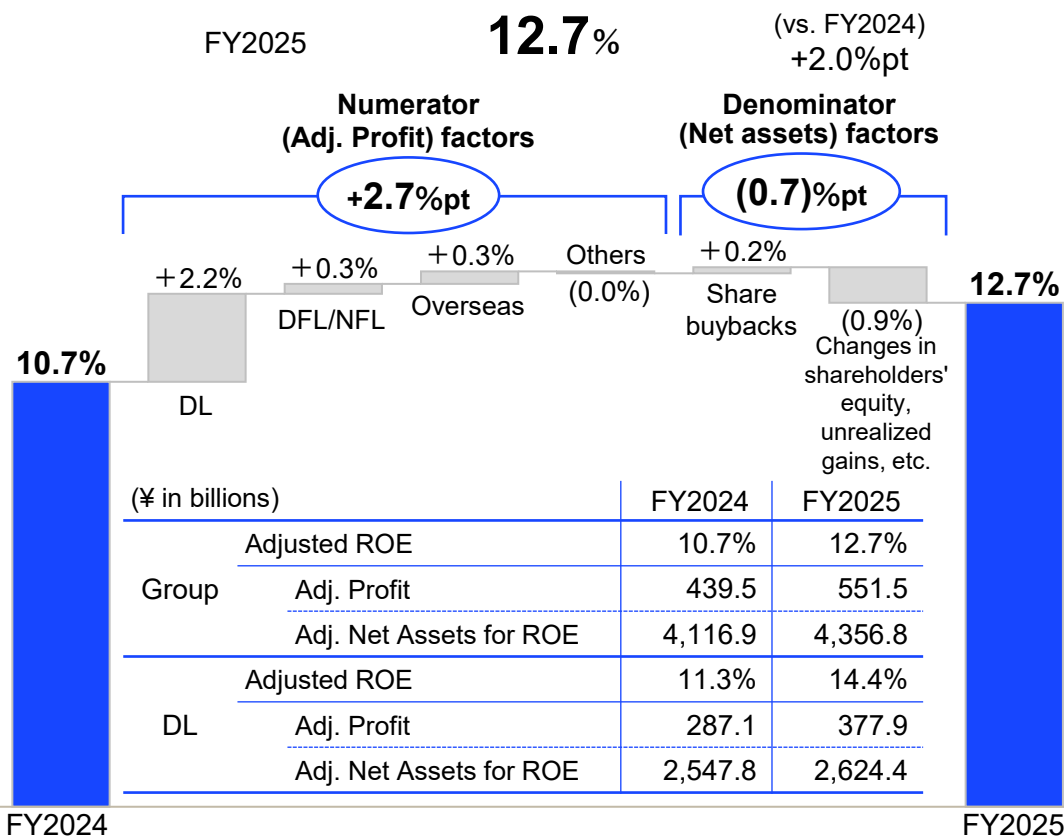 FY2025 12.7% (vs. FY2024)
+2.0%pt
Numerator
(Adj. Profit) factors
Denominator
(Net assets) factors
+2.7%pt
(0.7)%pt
10.7%
+2.2%
DL
+0.3%
DFL/NFL
+0.3%
Overseas
Others
(0.0%)
+0.2%
Share
buybacks
(0.9%)
Changes in
shareholders'
equity,
unrealized
gains, etc.
12.7%
(¥ in billions) FY2024 FY2025
Group
Adjusted ROE 10.7% 12.7%
Adj. Profit 439.5 551.5
Adj. Net Assets for ROE 4,116.9 4,356.8
DL
Adjusted ROE 11.3% 14.4%
Adj. Profit 287.1 377.9
Adj. Net Assets for ROE 2,547.8 2,624.4
FY2024 FY2025